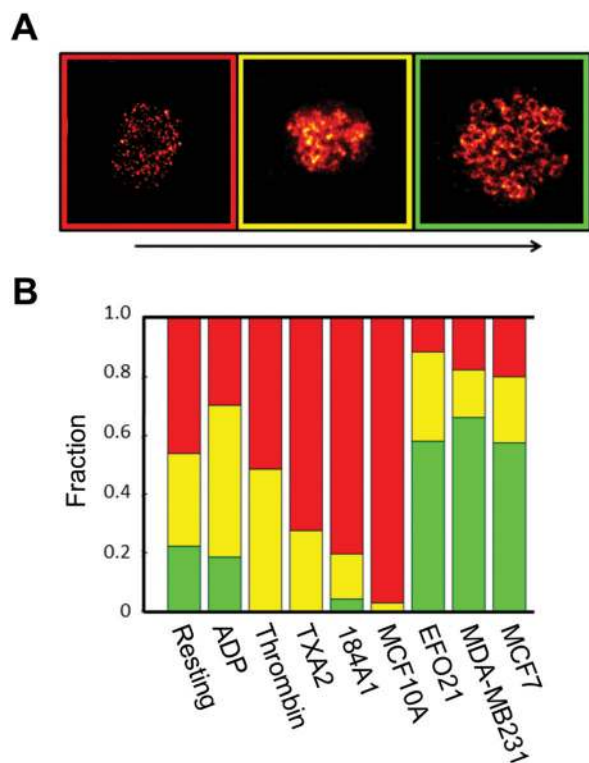 A
B
Fraction
1.0
0.8
0.6
0.4
0.2
0
Resting
ADP
Thrombin
TXA2
184A1
MCF10A
EFO21
MDA-MB231
MCF7